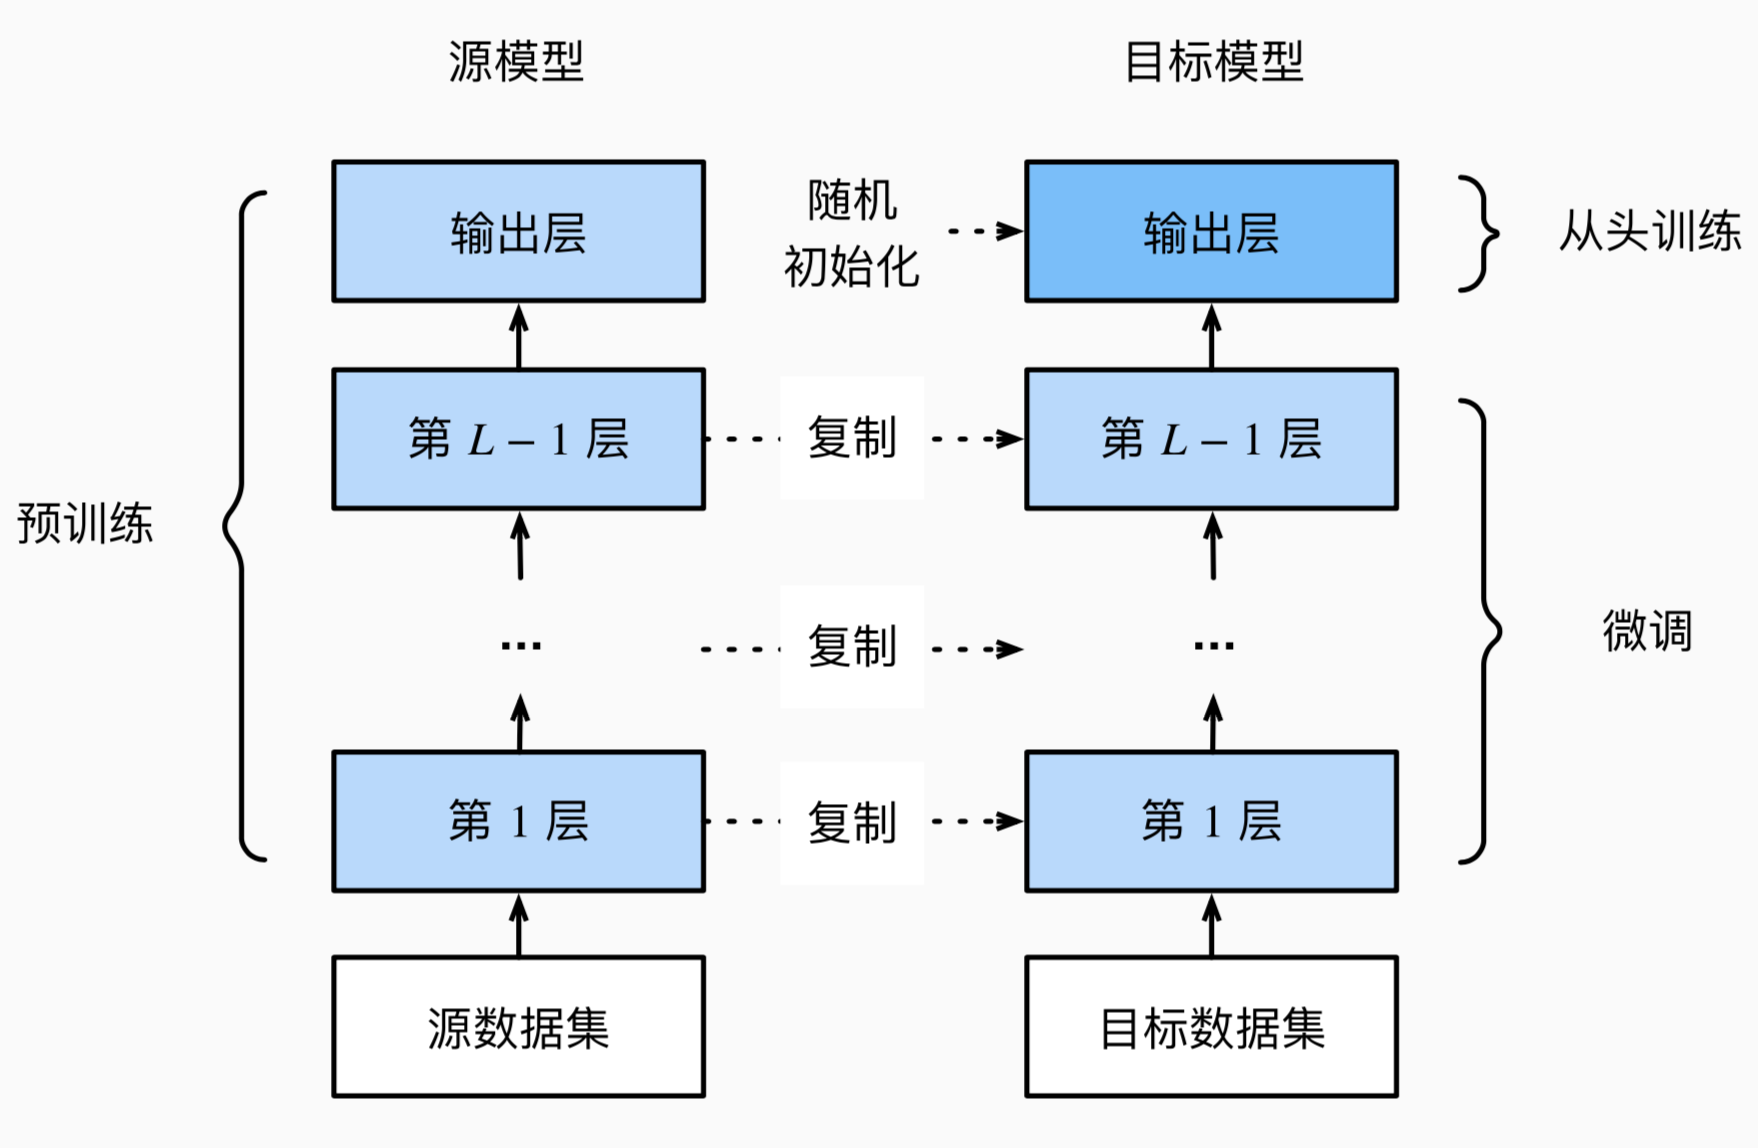 源模型
目标模型
输出层
随机
初始化
输出层
从头训练
第 L – 1 层
复制
第 L – 1 层
预训练
...
复制
...
微调
第 1 层
复制
第 1 层
源数据集
目标数据集